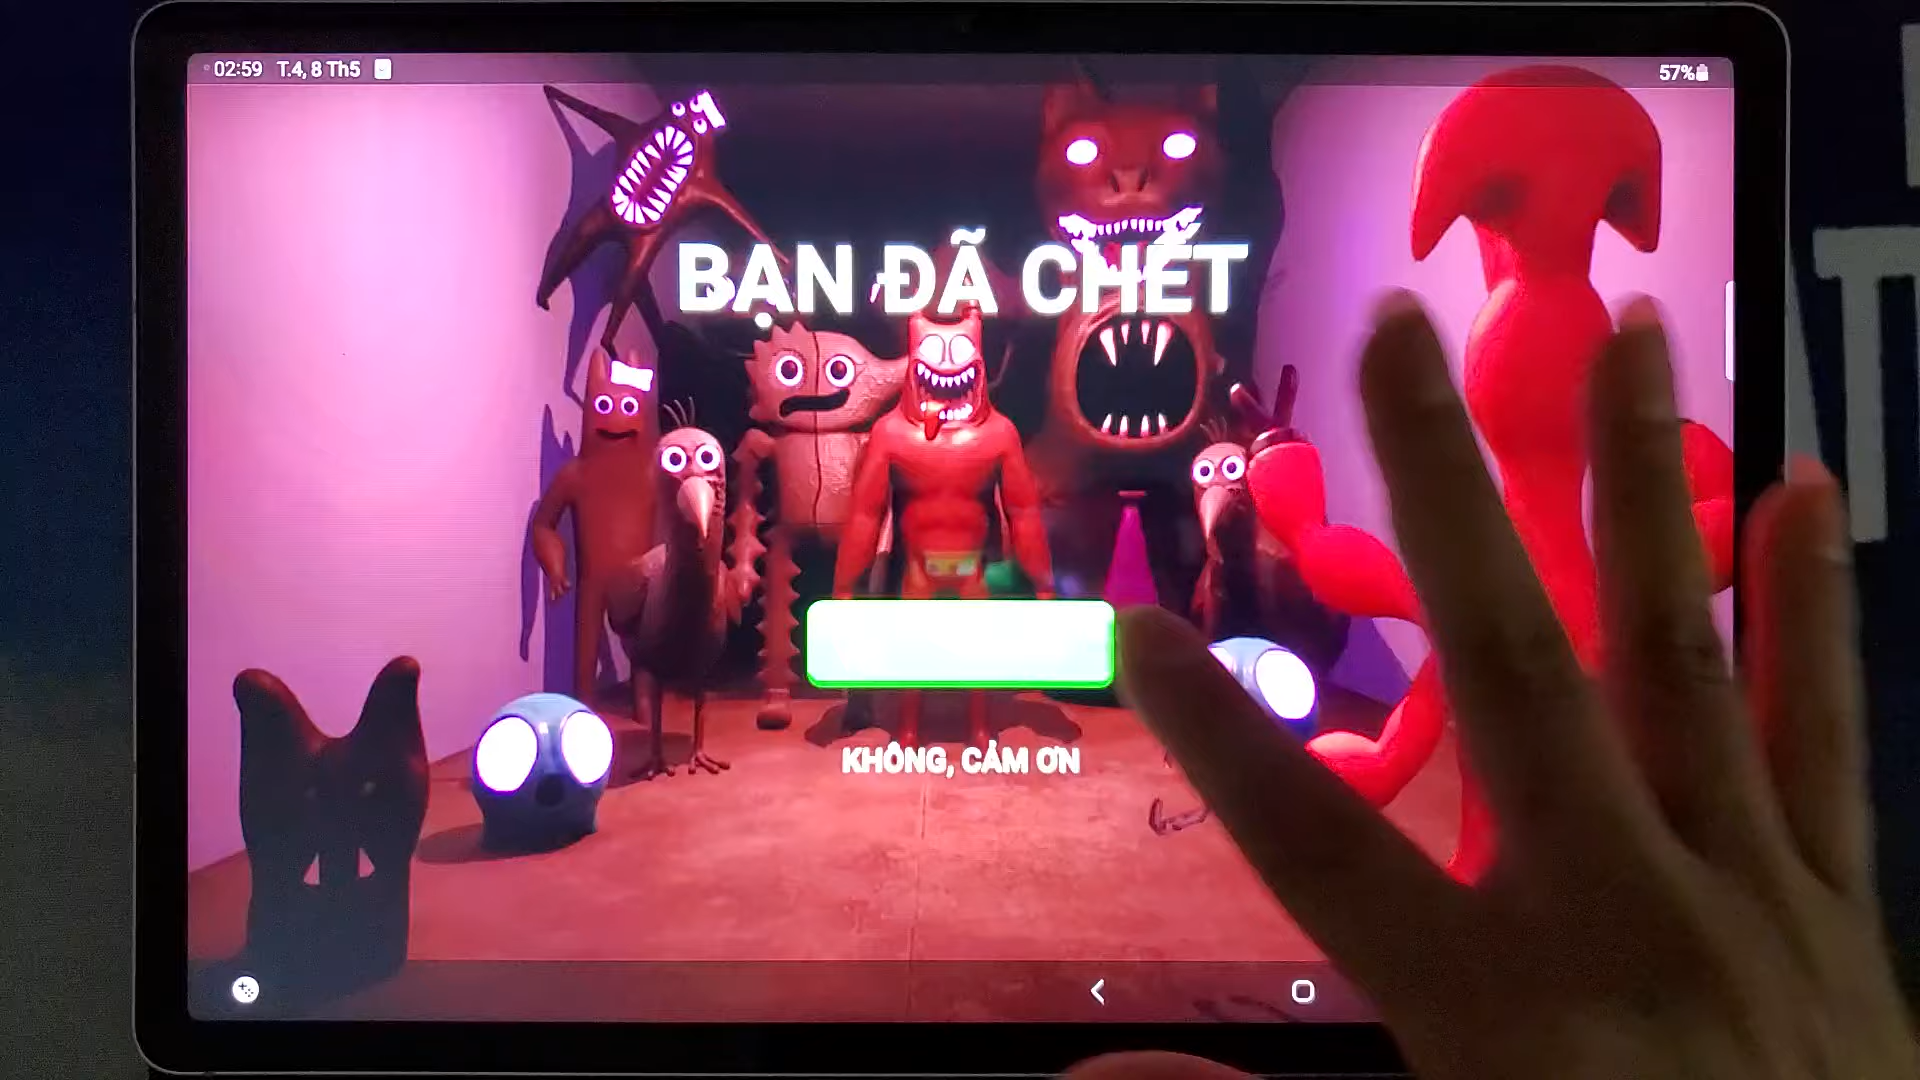 02:59 T.4, 8 Th5
57%
BẠN ĐÃ CHẾT
KHÔNG, CẢM ƠN